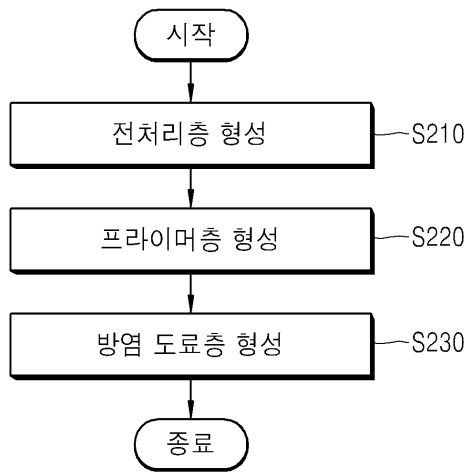 시작
전처리층 형성
S210
프라이머층 형성
S220
방염 도료층 형성
S230
종료